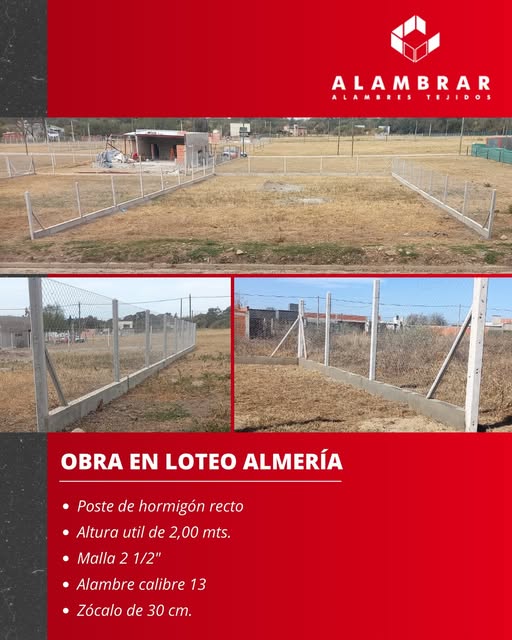 ALAMBRAR
ALAMBRES TEJIDOS
OBRA EN LOTEO ALMERÍA
• Poste de hormigón recto
• Altura util de 2,00 mts.
• Malla 2 1/2"
• Alambre calibre 13
• Zócalo de 30 cm.